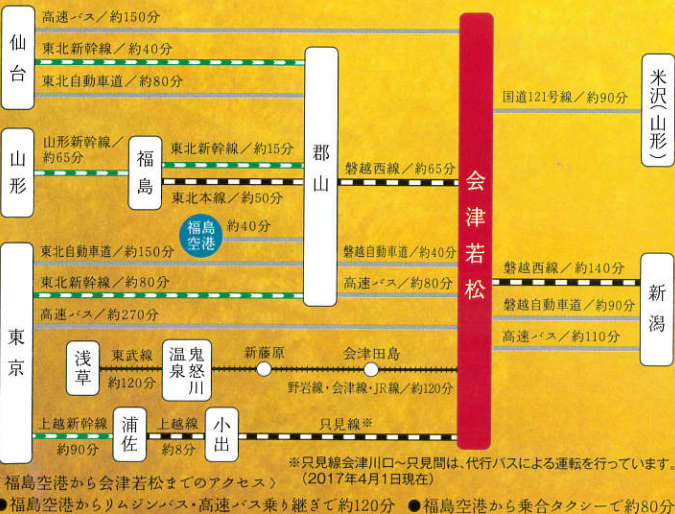 仙台
高速バス／約150分
東北新幹線／約40分
東北自動車道／約80分
山形
山形新幹線／
約65分
福島
東北新幹線／約15分
東北本線／約50分
福島
空港
約40分
郡山
磐越西線／約65分
会津若松
国道121号線／約90分
米沢(山形)
東京
東北自動車道／約150分
磐越自動車道／約40分
東北新幹線／約80分
高速バス／約80分
高速バス／約270分
磐越西線／約140分
磐越自動車道／約90分
高速バス／約110分
新潟
浅草
東武線
約120分
鬼怒川
温泉
新藤原
会津田島
野岩線・会津線・JR線／約120分
上越新幹線
約90分
浦佐
上越線
約8分
小出
只見線※
※只見線会津川口～只見間は、代行バスによる運転を行っています。
(2017年4月1日現在)
福島空港から会津若松までのアクセス〉
●福島空港からリムジンバス・高速バス乗り継ぎで約120分 ●福島空港から乗合タクシーで約80分